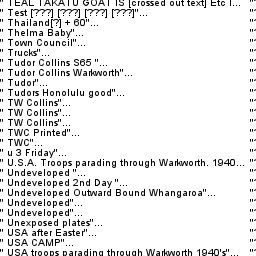 " TEAL TAKATU GOAT IS [crossed out text] Etc I...
" Test [???] [???] [???] [???]"...
" Thailand[?] + 60"...
" Thelma Baby"...
" Town Council"...
" Trucks"...
" Tudor Collins S65 "...
" Tudor Collins Warkworth"...
" Tudor"...
" Tudors Honolulu good"...
" TW Collins"...
" TW Collins"...
" TW Collins"...
" TWC Printed"...
" TWC"...
" u 3 Friday"...
" U.S.A. Troops parading through Warkworth. 1940...
" Undeveloped "...
" Undeveloped 2nd Day "...
" Undeveloped Outward Bound Whangaroa"...
" Undeveloped"...
" Undeveloped"...
" Unexposed plates"...
" USA after Easter"...
" USA CAMP"...
" USA troops parading through Warkworth 1940's"...